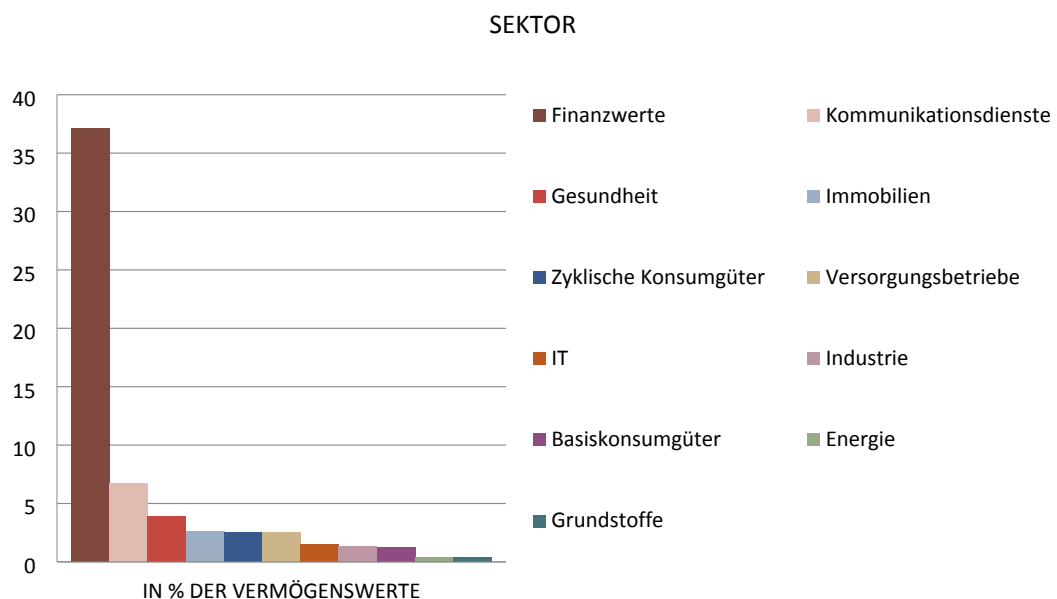 SEKTOR
40
35
30
25
20
15
10
5
0
IN % DER VERMÖGENSWERTE
Finanzwerte
Kommunikationsdienste
Gesundheit
Immobilien
Zyklische Konsumgüter
Versorgungsbetriebe
IT
Industrie
Basiskonsumgüter
Energie
Grundstoffe